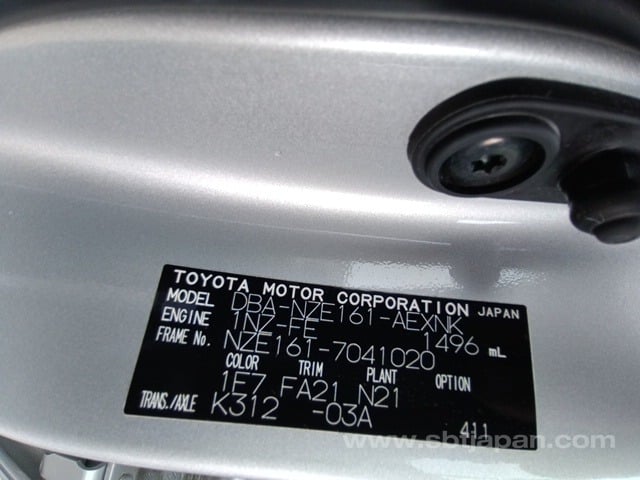 TOYOTA MOTOR CORPORATION JAPAN
MODEL DBA-NZE161-AEXNK
ENGINE 1NZ-FE 1496 mL
FRAME No. NZE161-7041020
COLOR TRIM PLANT OPTION
1E7 FA21 N21
TRANS./AXLE K312 -03A
411
www.sbtjapan.com